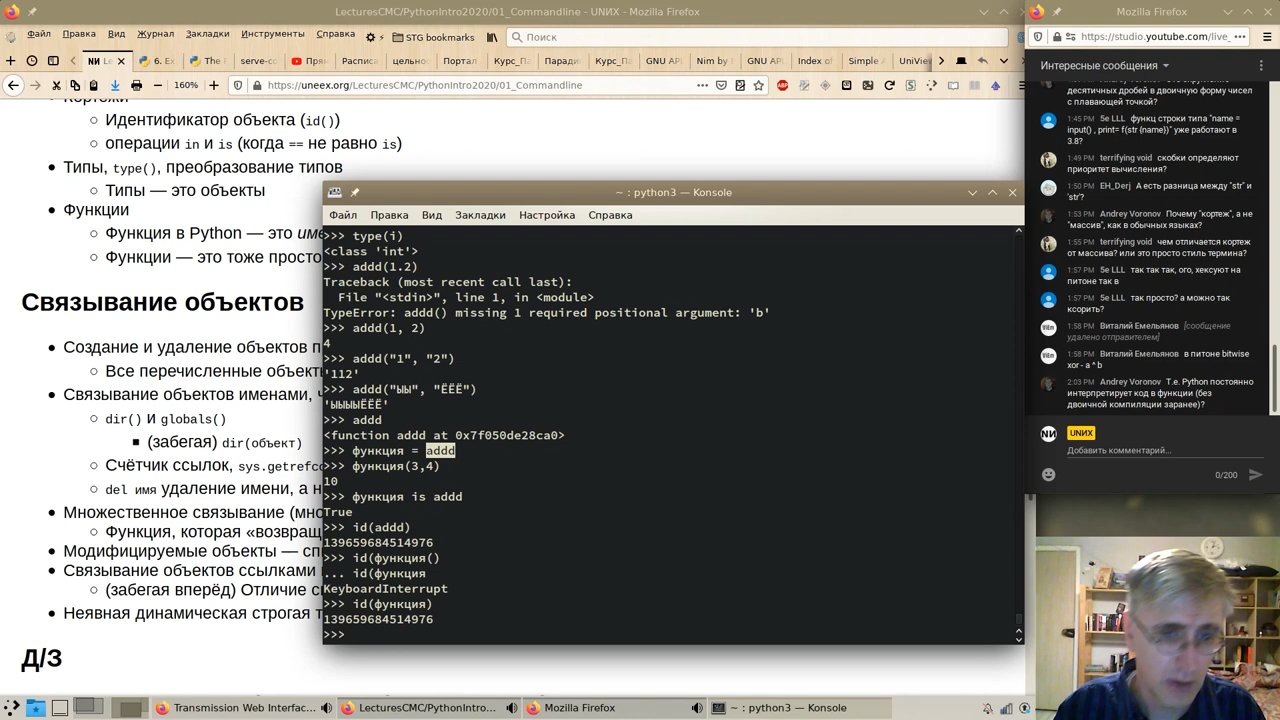 LecturesCMC/PythonIntro2020/01_Commandline - UNИX - Mozilla Firefox
Файл Правка Вид Журнал Закладки Инструменты Справка
STG bookmarks
Поиск
160%
https://uneex.org/LecturesCMC/PythonIntro2020/01_Commandline
Кортежи
Идентификатор объекта (id())
операции in и is (когда == не равно is)
Типы, type(), преобразование типов
Типы — это объекты
Функции
Функция в Python — это
Функции — это тоже просто
Связывание объектов
Создание и удаление объектов
Все перечисленные
Связывание объектов именами,
dir() и globals()
(забегая) dir(объект)
Счётчик ссылок,
del имя удаление имени, а
Множественное связывание
Функция, которая
Модифицируемые объекты —
Связывание объектов ссылками
(забегая вперёд) Отличие
Неявная динамическая строгая
Д/З
~ : python3 — Konsole
Файл Правка Вид Закладки Настройка Справка
>>> type(i)
<class 'int'>
>>> addd(1.2)
Traceback (most recent call last):
File "<stdin>", line 1, in <module>
TypeError: addd() missing 1 required positional argument: 'b'
>>> addd(1, 2)
4
>>> addd("1", "2")
'112'
>>> addd("ЫЫ", "ЁЁЁ")
'ЫЫЫЫЁЁЁ'
>>> addd
<function addd at 0x7f050de28ca0>
>>> функция = addd
>>> функция(3,4)
10
>>> функция is addd
True
>>> id(addd)
139659684514976
>>> id(функция()
... id(функция
KeyboardInterrupt
>>> id(функция)
139659684514976
>>>
Mozilla Firefox
https://studio.youtube.com/live_
Интересные сообщения
десятичных дробей в двоичную форму чисел
с плавающей точкой?
1:45 PM 5e LLL функц строки типа "name =
input() , print= f(str {name})" уже работают в
3.8?
1:49 PM terrifying void скобки определяют
приоритет вычисления?
1:50 PM EH_Derj А есть разница между "str" и
'str'?
1:53 PM Andrey Voronov Почему "кортеж", а не
"массив", как в обычных языках?
1:55 PM terrifying void чем отличается кортеж
от массива? или это просто стиль термина?
1:57 PM 5e LLL так так так, ого, хексуют на
питоне так в
1:57 PM 5e LLL так просто? а можно так
ксорить?
1:58 PM Виталий Емельянов [сообщение
удалено отправителем]
1:58 PM Виталий Емельянов в питоне bitwise
xor - a ^ b
2:03 PM Andrey Voronov Т.е. Python постоянно
интерпретирует код в функции (без
двоичной компиляции заранее)?
UNИX
Добавить комментарий...
0/200
Transmission Web Interfac...
LecturesCMC/PythonIntro...
Mozilla Firefox
~ : python3 — Konsole